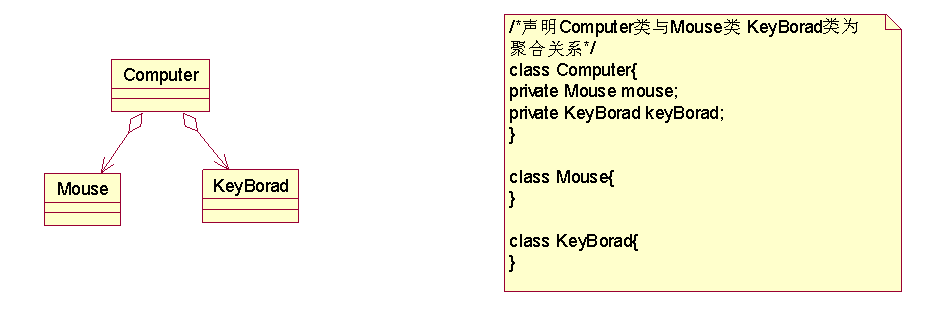 Computer
Mouse
KeyBorad
/*声明Computer类与Mouse类 KeyBorad类为
聚合关系*/
class Computer{
private Mouse mouse;
private KeyBorad keyBorad;
}
class Mouse{
}
class KeyBorad{
}